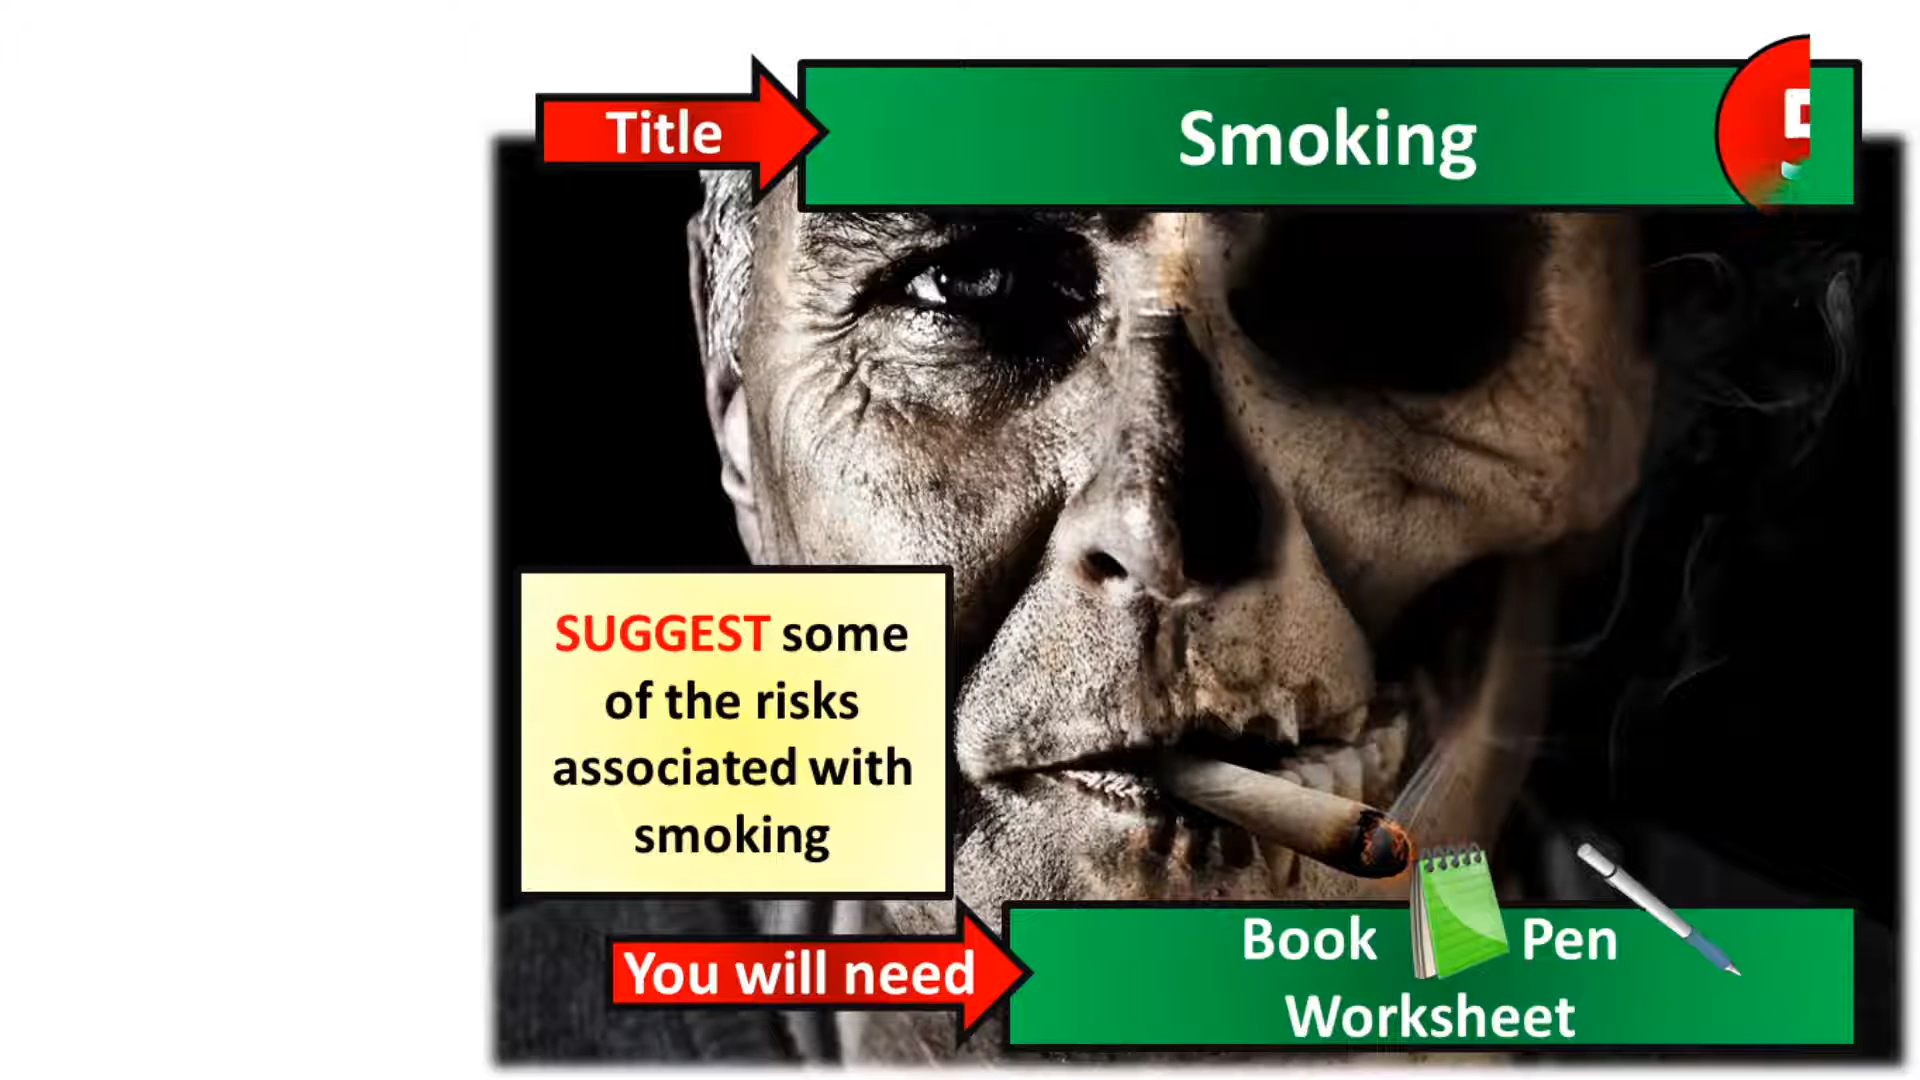 Title
Smoking
SUGGEST some
of the risks
associated with
smoking
You will need
Book Pen
Worksheet